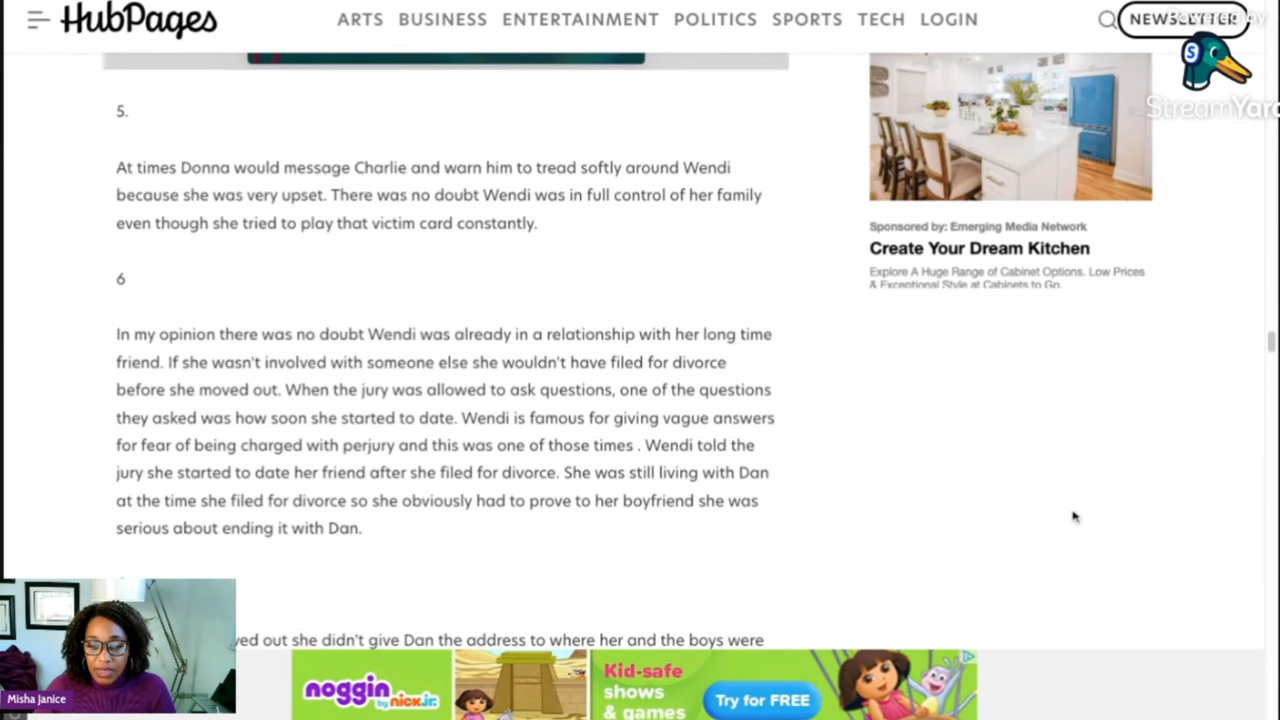 HubPages
ARTS BUSINESS ENTERTAINMENT POLITICS SPORTS TECH LOGIN
NEWSLETTER
Powered by
S
StreamYard
5.
At times Donna would message Charlie and warn him to tread softly around Wendi
because she was very upset. There was no doubt Wendi was in full control of her family
even though she tried to play that victim card constantly.
6
In my opinion there was no doubt Wendi was already in a relationship with her long time
friend. If she wasn't involved with someone else she wouldn't have filed for divorce
before she moved out. When the jury was allowed to ask questions, one of the questions
they asked was how soon she started to date. Wendi is famous for giving vague answers
for fear of being charged with perjury and this was one of those times . Wendi told the
jury she started to date her friend after she filed for divorce. She was still living with Dan
at the time she filed for divorce so she obviously had to prove to her boyfriend she was
serious about ending it with Dan.
ved out she didn't give Dan the address to where her and the boys were
Sponsored by: Emerging Media Network
Create Your Dream Kitchen
Explore A Huge Range of Cabinet Options. Low Prices
& Exceptional Style at Cabinets to Go.
Misha Janice
noggin
by nick jr.
Kid-safe
shows
& games
Try for FREE